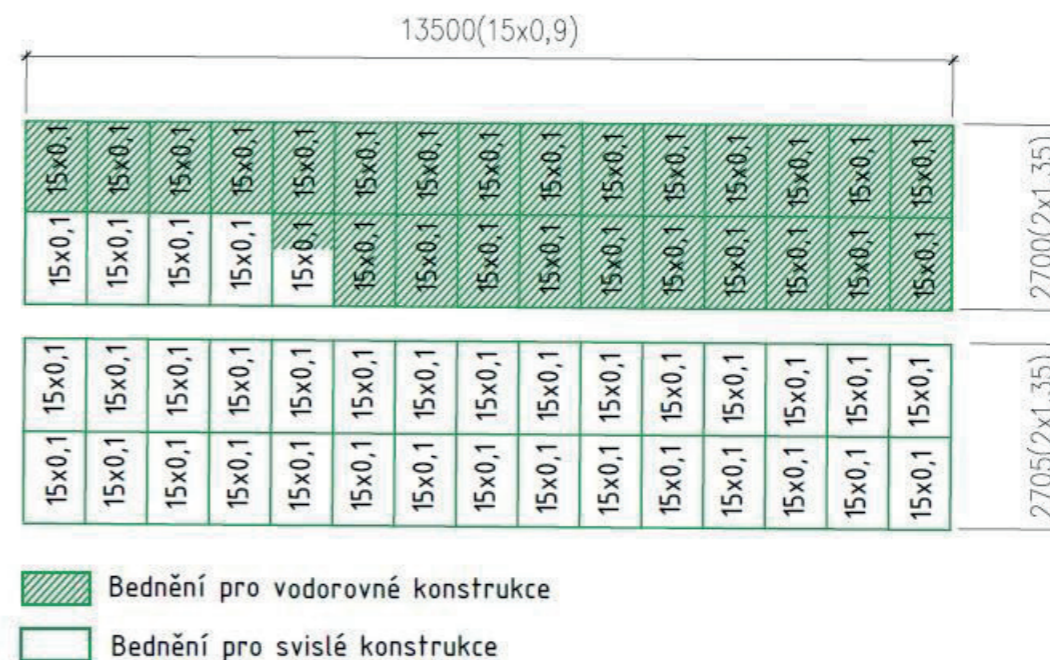 13500(15x0,9)
15x0,1 15x0,1 15x0,1 15x0,1 15x0,1 15x0,1 15x0,1 15x0,1 15x0,1 15x0,1 15x0,1 15x0,1 15x0,1 15x0,1 15x0,1
15x0,1 15x0,1 15x0,1 15x0,1 15x0,1 15x0,1 15x0,1 15x0,1 15x0,1 15x0,1 15x0,1 15x0,1 15x0,1 15x0,1 15x0,1
2700(2x1,35)
15x0,1 15x0,1 15x0,1 15x0,1 15x0,1 15x0,1 15x0,1 15x0,1 15x0,1 15x0,1 15x0,1 15x0,1 15x0,1 15x0,1 15x0,1
15x0,1 15x0,1 15x0,1 15x0,1 15x0,1 15x0,1 15x0,1 15x0,1 15x0,1 15x0,1 15x0,1 15x0,1 15x0,1 15x0,1 15x0,1
2705(2x1,35)
Bednění pro vodorovné konstrukce
Bednění pro svislé konstrukce